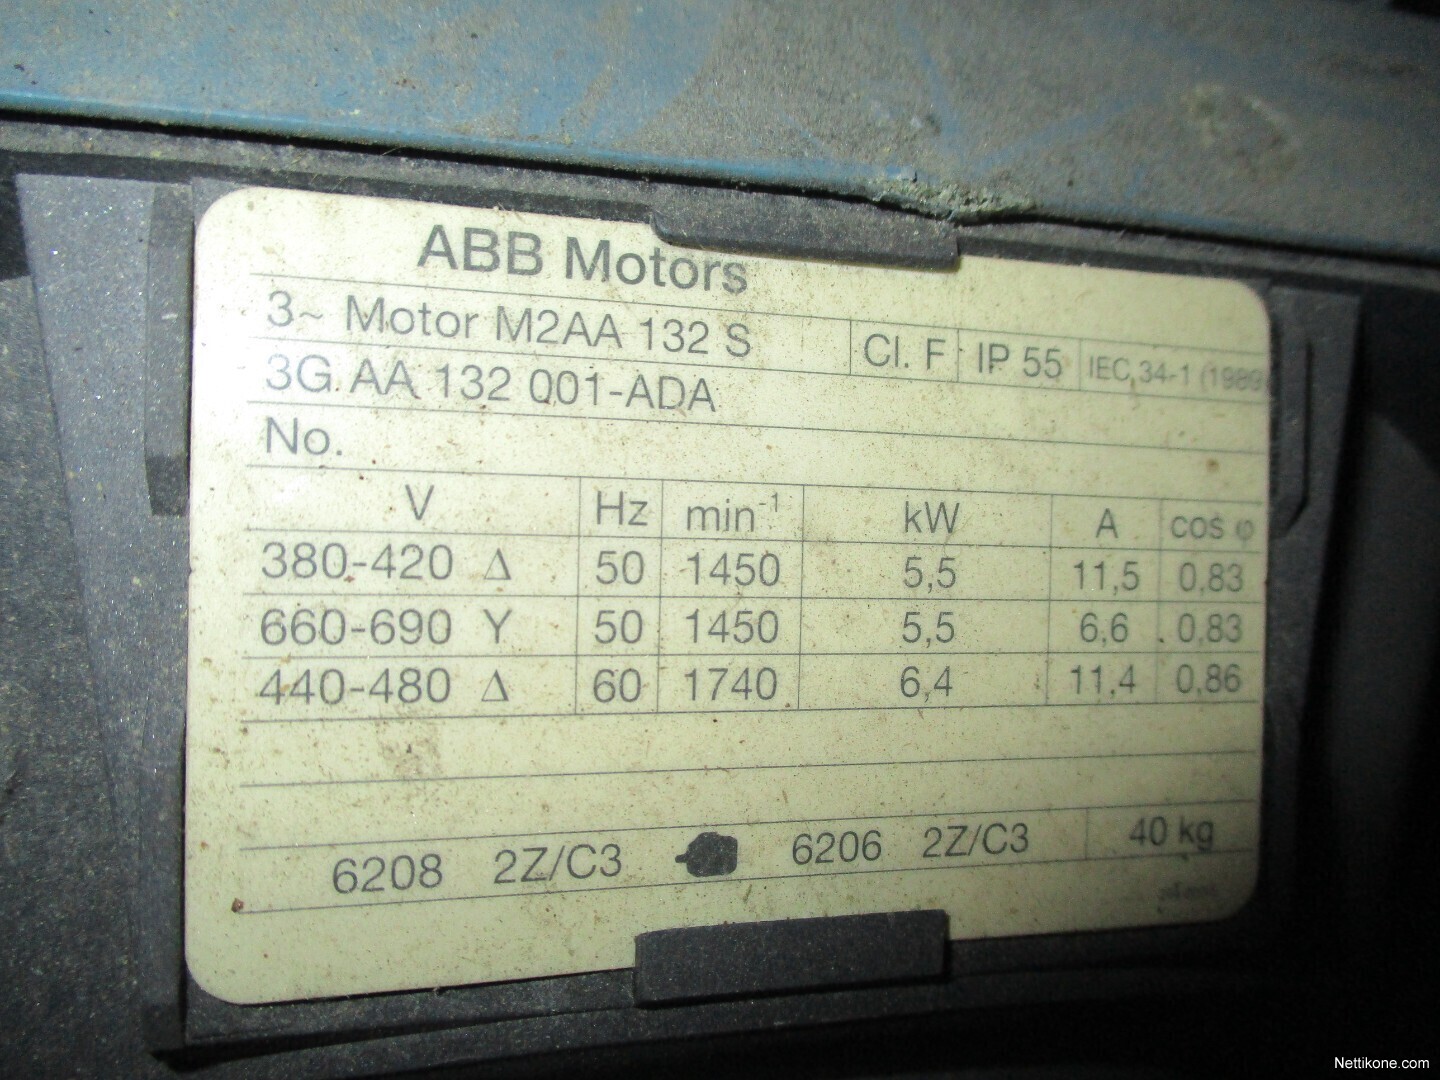 ABB Motors
3~ Motor M2AA 132 S Cl. F IP 55 IEC 34-1 (1989
3G AA 132 001-ADA
No.
V Hz min⁻¹ kW A cos φ
380-420 Δ 50 1450 5,5 11,5 0,83
660-690 Y 50 1450 5,5 6,6 0,83
440-480 Δ 60 1740 6,4 11,4 0,86
6208 2Z/C3 6206 2Z/C3 40 kg
Nettikone.com